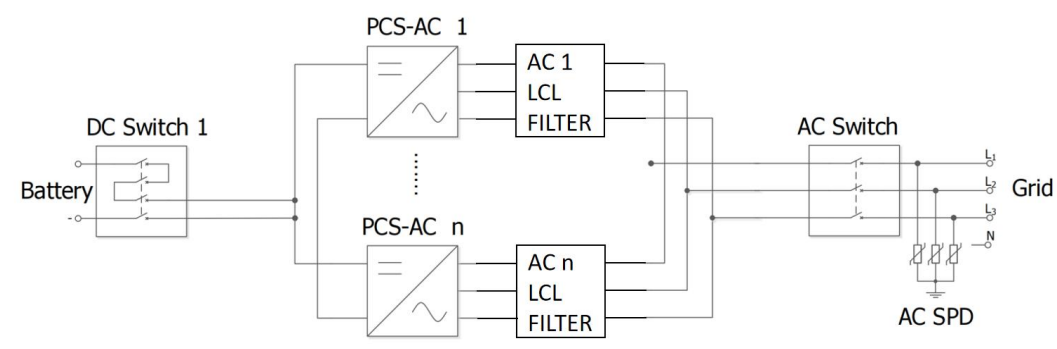 PCS-AC 1
AC 1
LCL
FILTER
DC Switch 1
AC Switch
Battery
-
L1
L2
L3
N
Grid
PCS-AC n
AC n
LCL
FILTER
AC SPD